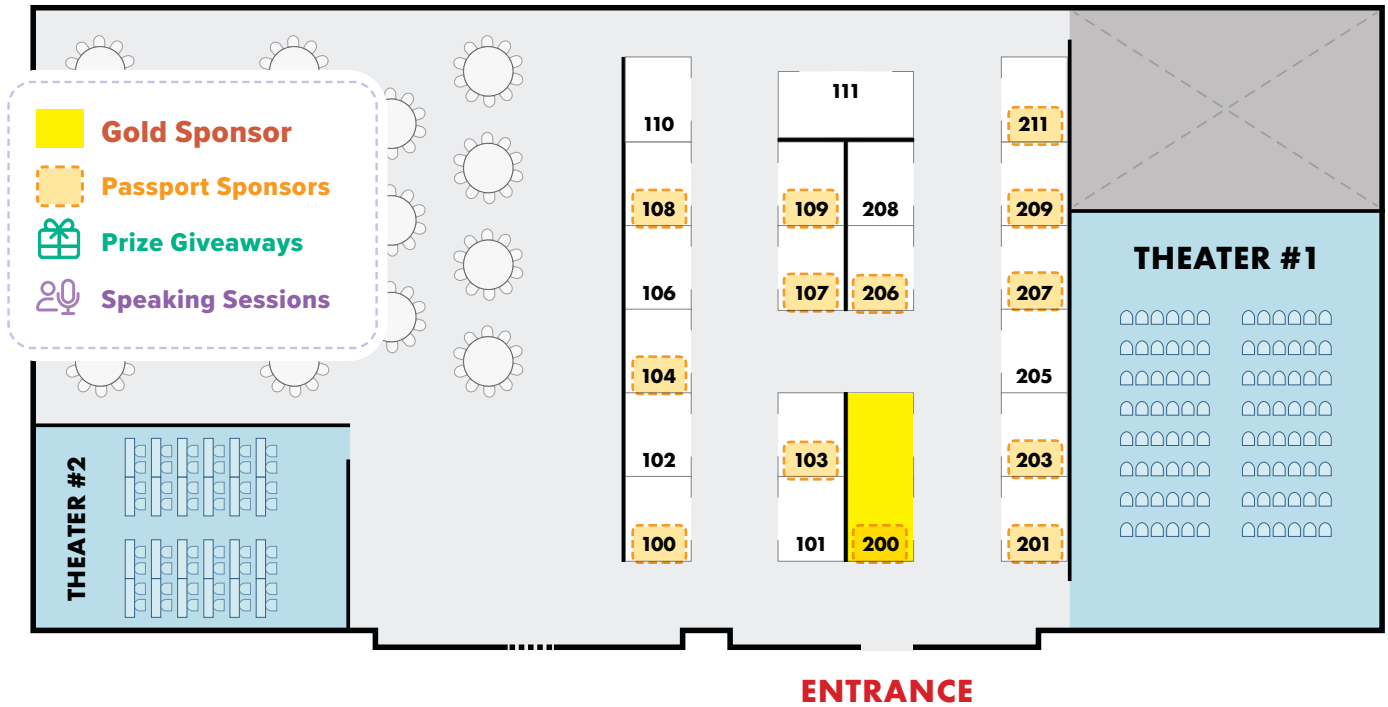 Gold Sponsor
Passport Sponsors
Prize Giveaways
Speaking Sessions
THEATER #2
110
108
106
104
102
100
111
109
208
107
206
103
101
200
211
209
207
205
203
201
THEATER #1
ENTRANCE